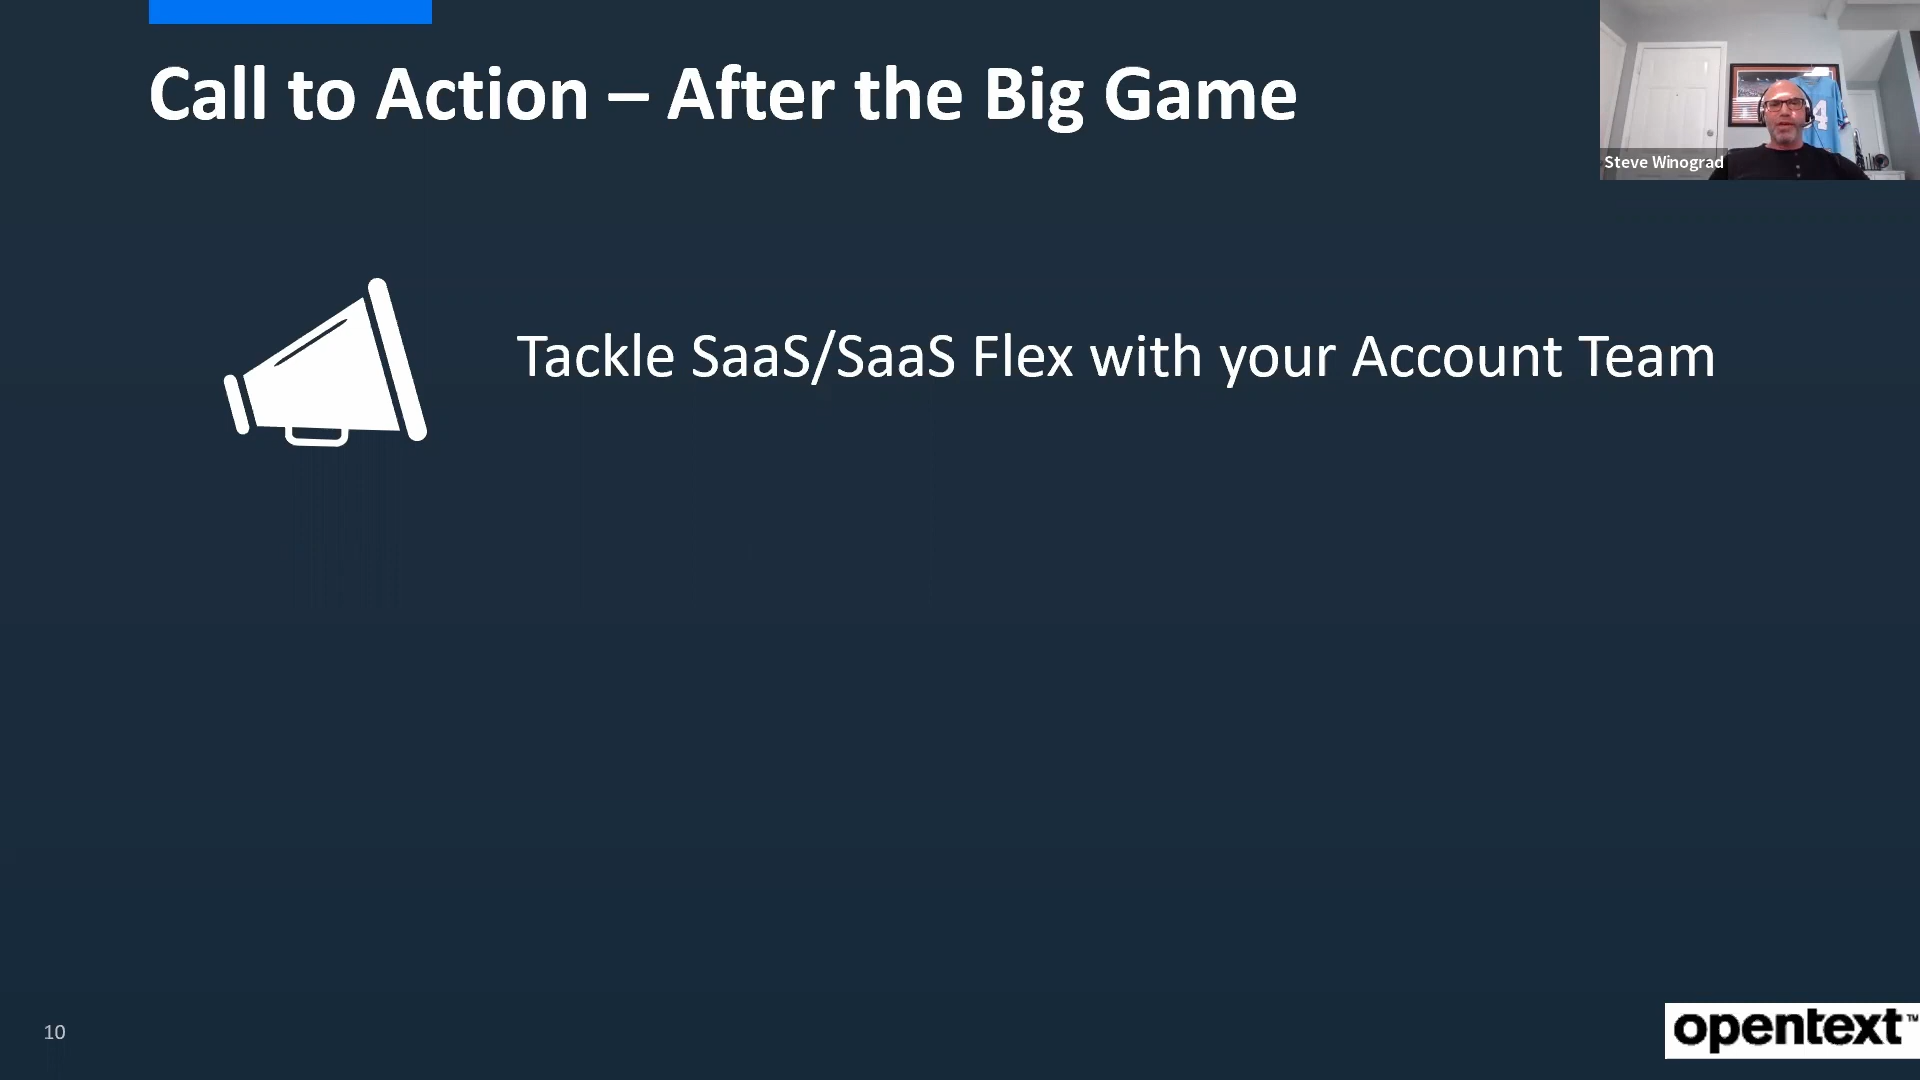 Call to Action – After the Big Game
4
Steve Winograd
Tackle SaaS/SaaS Flex with your Account Team
10
opentext™